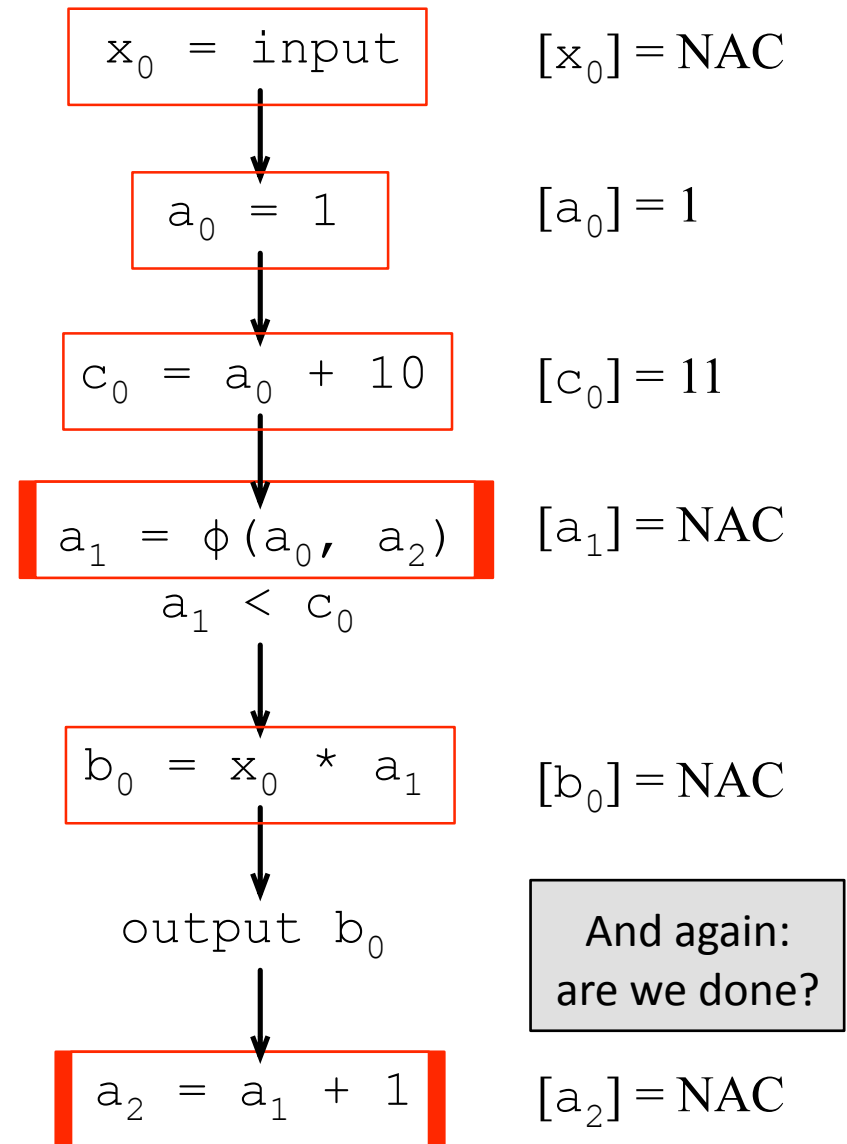 x₀ = input [x₀] = NAC
a₀ = 1 [a₀] = 1
c₀ = a₀ + 10 [c₀] = 11
a₁ = ϕ(a₀, a₂) [a₁] = NAC
a₁ < c₀
b₀ = x₀ * a₁ [b₀] = NAC
output b₀
And again:
are we done?
a₂ = a₁ + 1 [a₂] = NAC